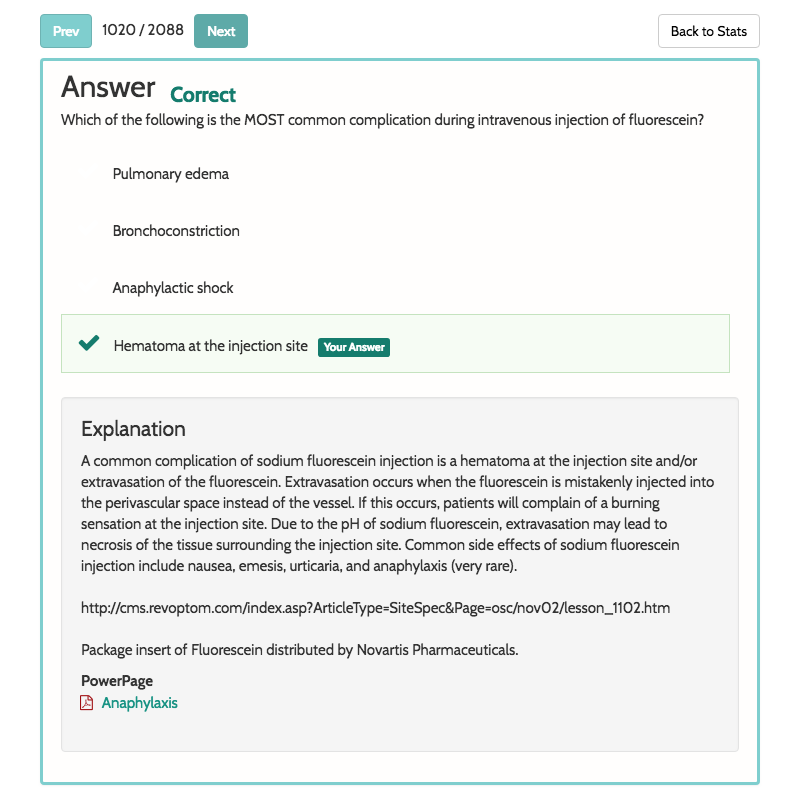 Prev 1020 / 2088 Next Back to Stats
Answer Correct
Which of the following is the MOST common complication during intravenous injection of fluorescein?
Pulmonary edema
Bronchoconstriction
Anaphylactic shock
Hematoma at the injection site Your Answer
Explanation
A common complication of sodium fluorescein injection is a hematoma at the injection site and/or
extravasation of the fluorescein. Extravasation occurs when the fluorescein is mistakenly injected into
the perivascular space instead of the vessel. If this occurs, patients will complain of a burning
sensation at the injection site. Due to the pH of sodium fluorescein, extravasation may lead to
necrosis of the tissue surrounding the injection site. Common side effects of sodium fluorescein
injection include nausea, emesis, urticaria, and anaphylaxis (very rare).
http://cms.revoptom.com/index.asp?ArticleType=SiteSpec&Page=osc/nov02/lesson_1102.htm
Package insert of Fluorescein distributed by Novartis Pharmaceuticals.
PowerPage
Anaphylaxis